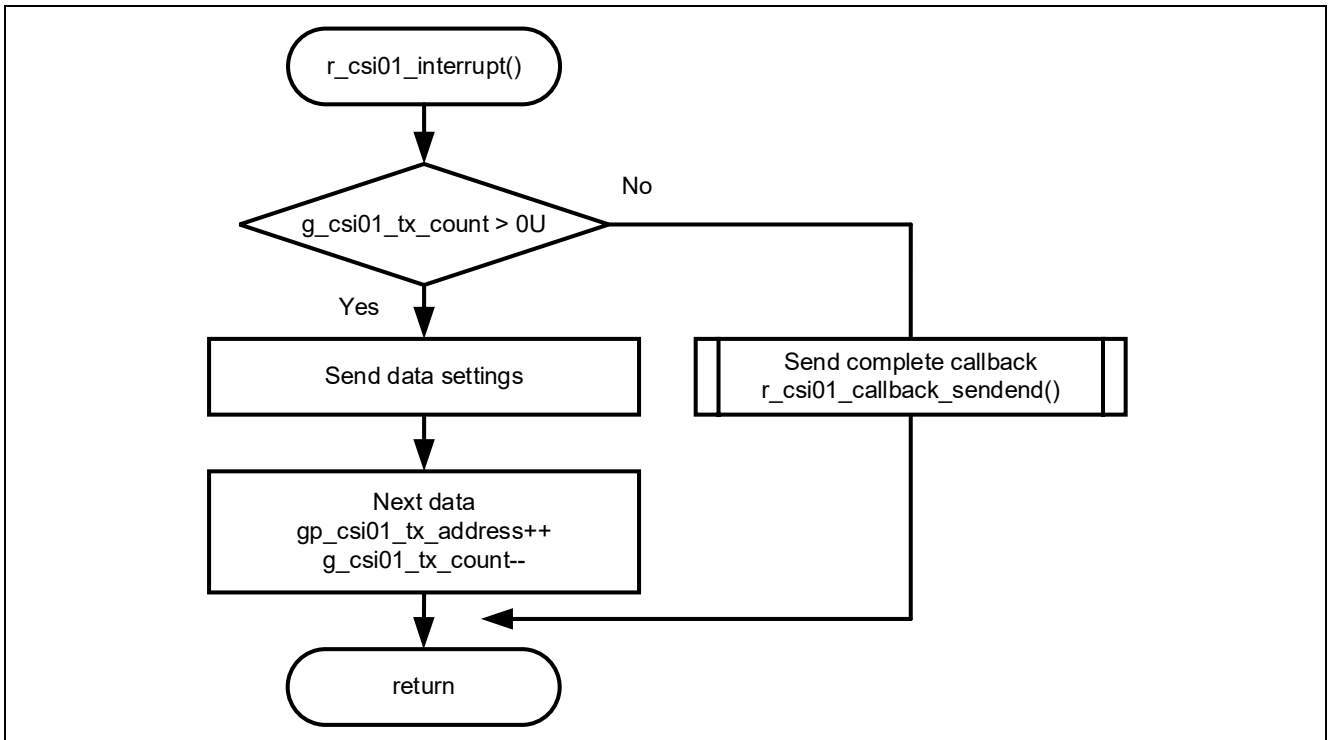 r_csi01_interrupt()
No
g_csi01_tx_count > 0U
Yes
Send data settings
Send complete callback
r_csi01_callback_sendend()
Next data
gp_csi01_tx_address++
g_csi01_tx_count--
return